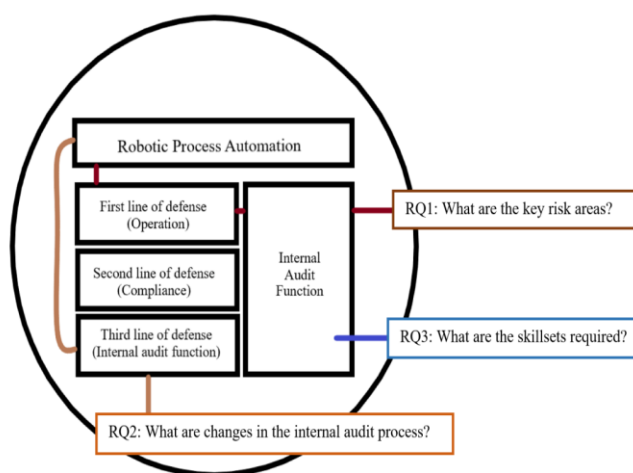 Robotic Process Automation
First line of defense
(Operation)
Second line of defense
(Compliance)
Third line of defense
(Internal audit function)
Internal
Audit
Function
RQ1: What are the key risk areas?
RQ3: What are the skillsets required?
RQ2: What are changes in the internal audit process?